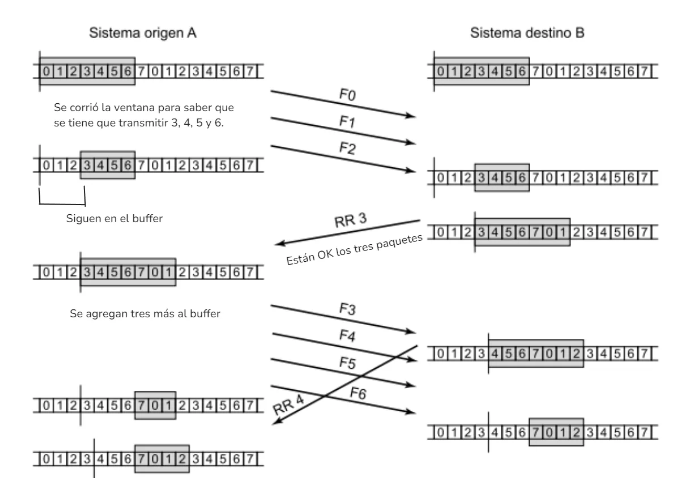 Sistema origen A
Sistema destino B
0 1 2 3 4 5 6 7 0 1 2 3 4 5 6 7
0 1 2 3 4 5 6 7 0 1 2 3 4 5 6 7
F0
Se corrió la ventana para saber que
se tiene que transmitir 3, 4, 5 y 6.
F1
F2
0 1 2 3 4 5 6 7 0 1 2 3 4 5 6 7
0 1 2 3 4 5 6 7 0 1 2 3 4 5 6 7
Siguen en el buffer
RR 3
0 1 2 3 4 5 6 7 0 1 2 3 4 5 6 7
Están OK los tres paquetes
0 1 2 3 4 5 6 7 0 1 2 3 4 5 6 7
Se agregan tres más al buffer
F3
F4
F5
F6
0 1 2 3 4 5 6 7 0 1 2 3 4 5 6 7
RR 4
0 1 2 3 4 5 6 7 0 1 2 3 4 5 6 7
0 1 2 3 4 5 6 7 0 1 2 3 4 5 6 7
0 1 2 3 4 5 6 7 0 1 2 3 4 5 6 7